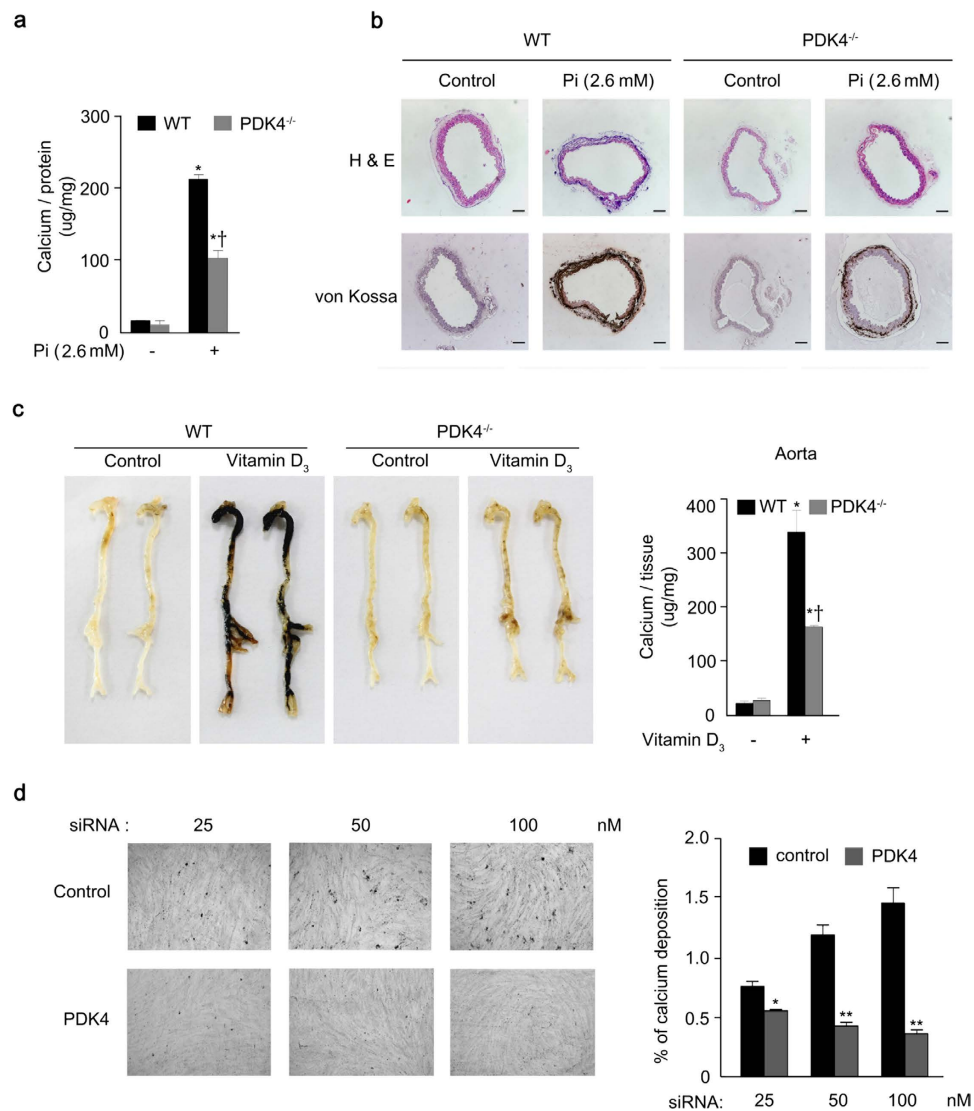 a
300
WT
PDK4-/-
*
200
*†
100
0
Calcium / protein
(ug/mg)
Pi (2.6 mM) - +
b
WT PDK4-/-
Control Pi (2.6 mM) Control Pi (2.6 mM)
H & E
von Kossa
c
WT PDK4-/-
Control Vitamin D3 Control Vitamin D3
Aorta
400
WT * PDK4-/-
300
200
*†
100
0
Calcium / tissue
(ug/mg)
Vitamin D3 - +
d
siRNA : 25 50 100 nM
Control
PDK4
2.0
control PDK4
1.5
1.0
0.5
0
* ** **
% of calcium deposition
siRNA: 25 50 100 nM